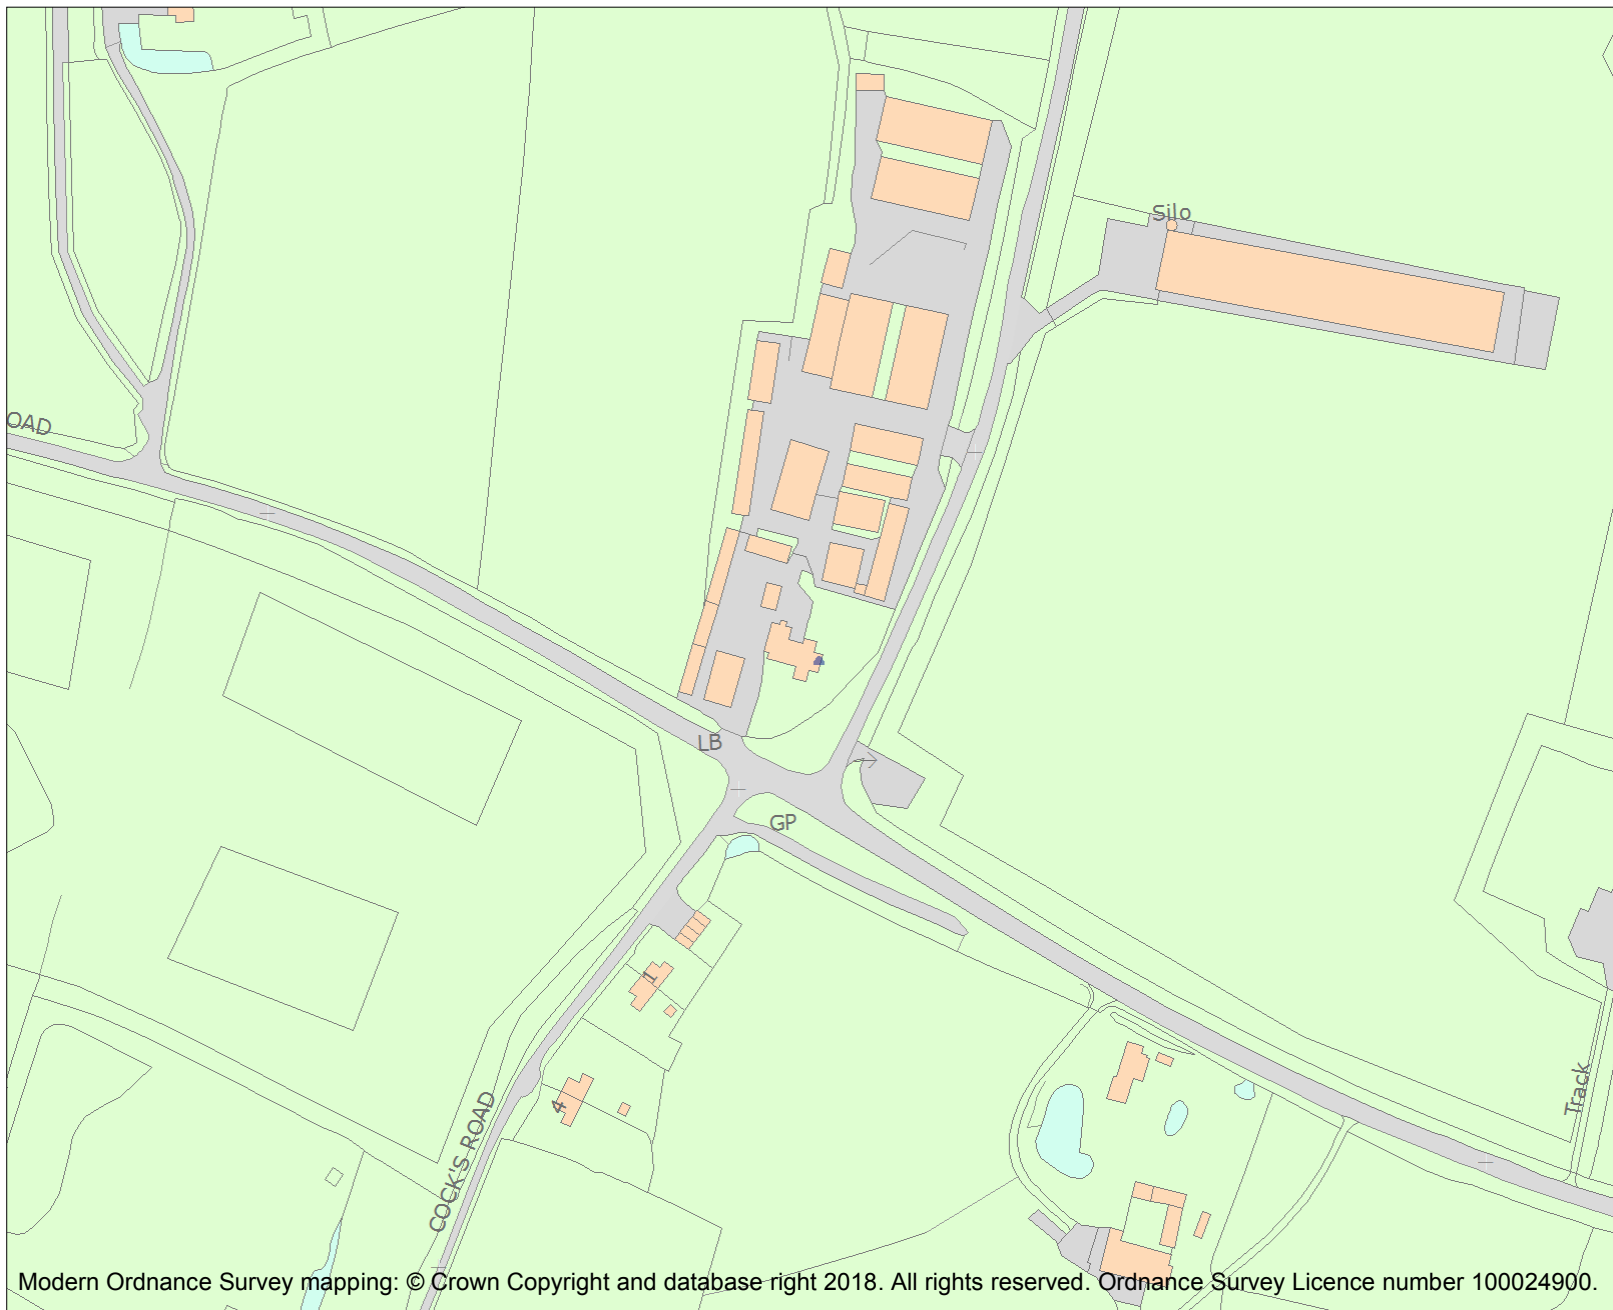 Silo
OAD
LB
GP
1
4
COCK'S ROAD
Track
Modern Ordnance Survey mapping: © Crown Copyright and database right 2018. All rights reserved. Ordnance Survey Licence number 100024900.